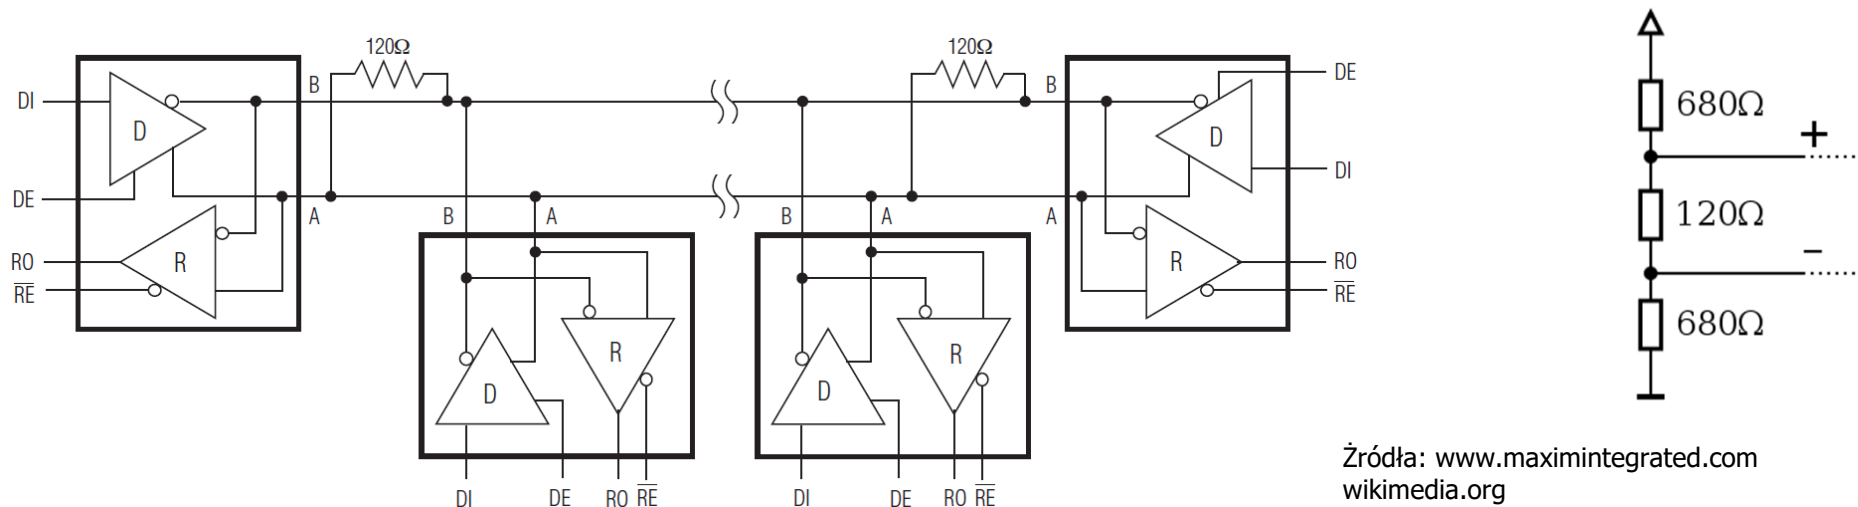 120Ω
120Ω
B
B
DE
DI
D
D
DI
DE
A
B
A
B
A
A
RO
R
R
RO
RE
RE
R
R
D
D
DI
DE
RO
RE
DI
DE
RO
RE
680Ω
+
120Ω
−
680Ω
Źródła: www.maximintegrated.com
wikimedia.org